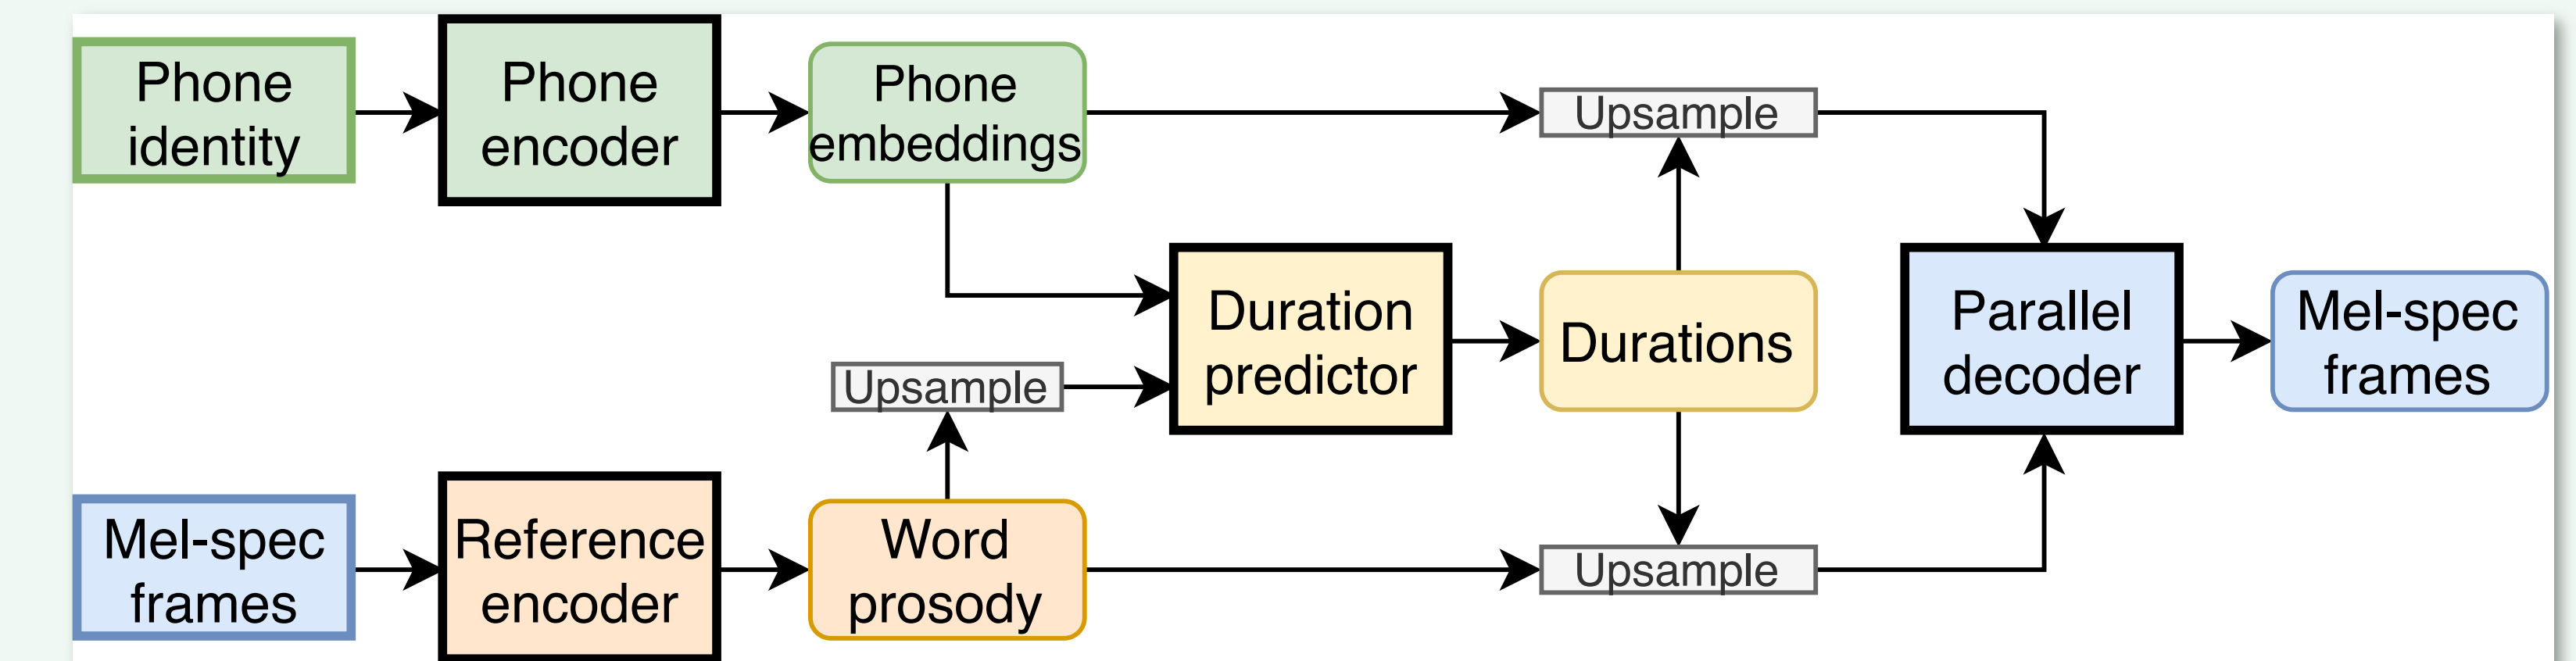 Phone
identity
Phone
encoder
Phone
embeddings
Upsample
Duration
predictor
Durations
Parallel
decoder
Mel-spec
frames
Upsample
Mel-spec
frames
Reference
encoder
Word
prosody
Upsample